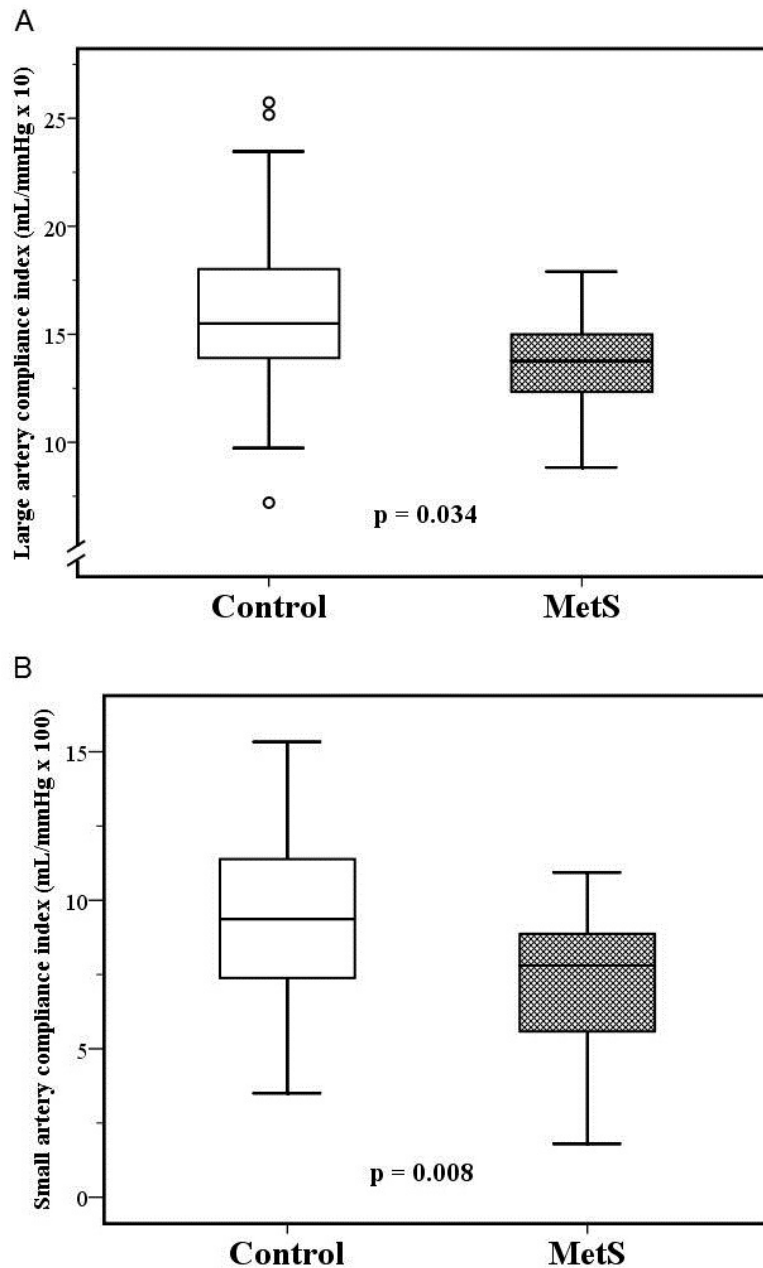 A
Large artery compliance index (mL/mmHg x 10)
25
20
15
10
p = 0.034
Control MetS
B
Small artery compliance index (mL/mmHg x 100)
15
10
5
0
p = 0.008
Control MetS